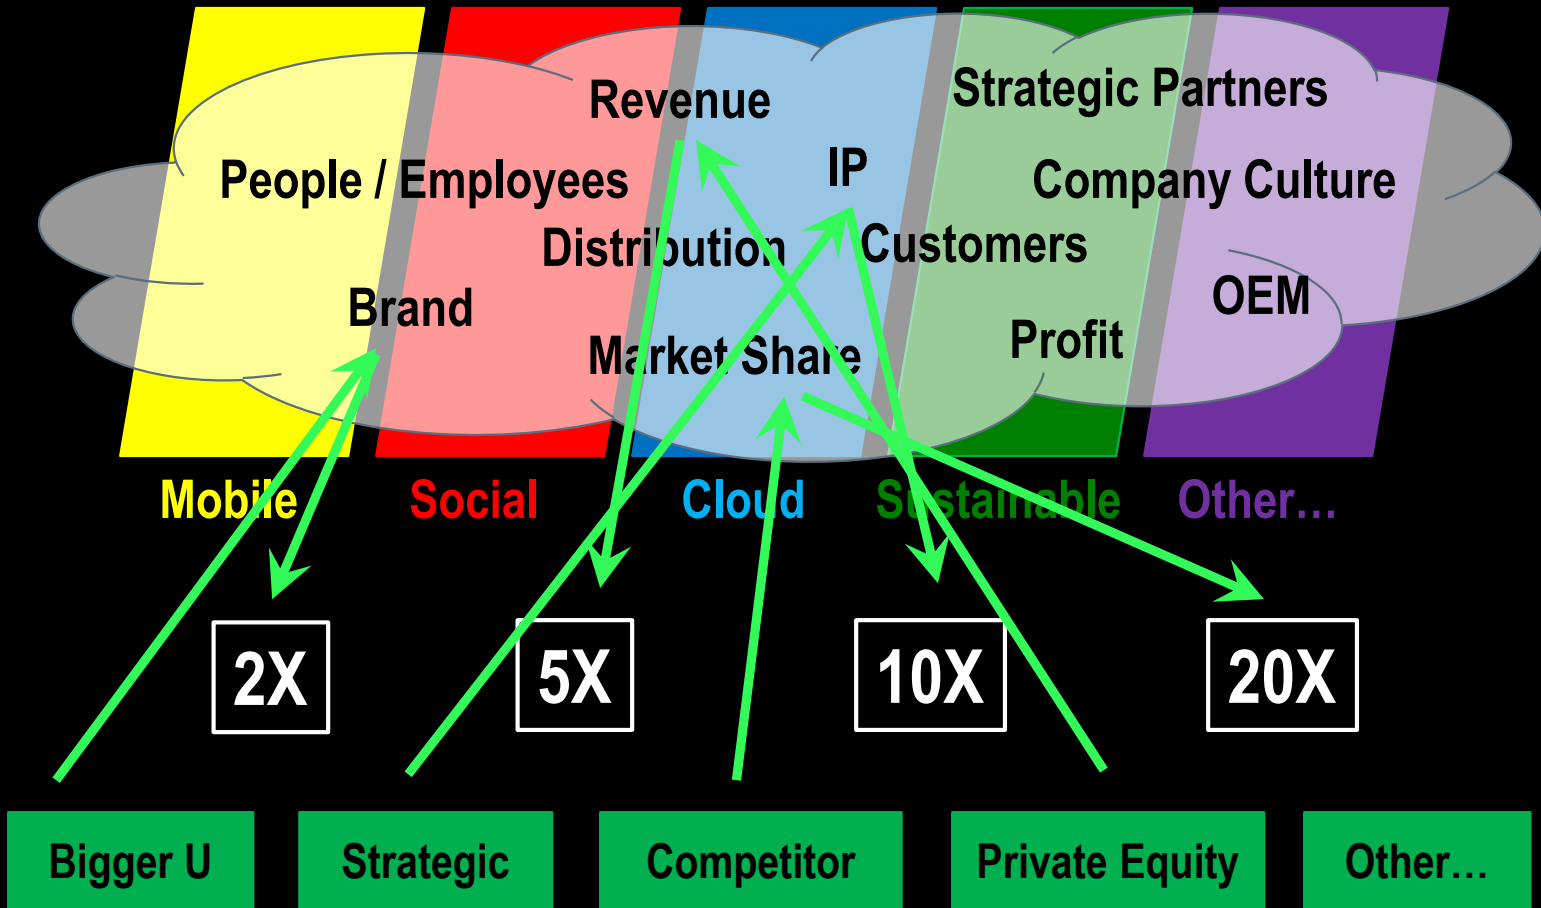 Revenue
Strategic Partners
People / Employees
IP
Company Culture
Distribution
Customers
Brand
OEM
Market Share
Profit
Mobile
Social
Cloud
Sustainable
Other…
2X
5X
10X
20X
Bigger U
Strategic
Competitor
Private Equity
Other…